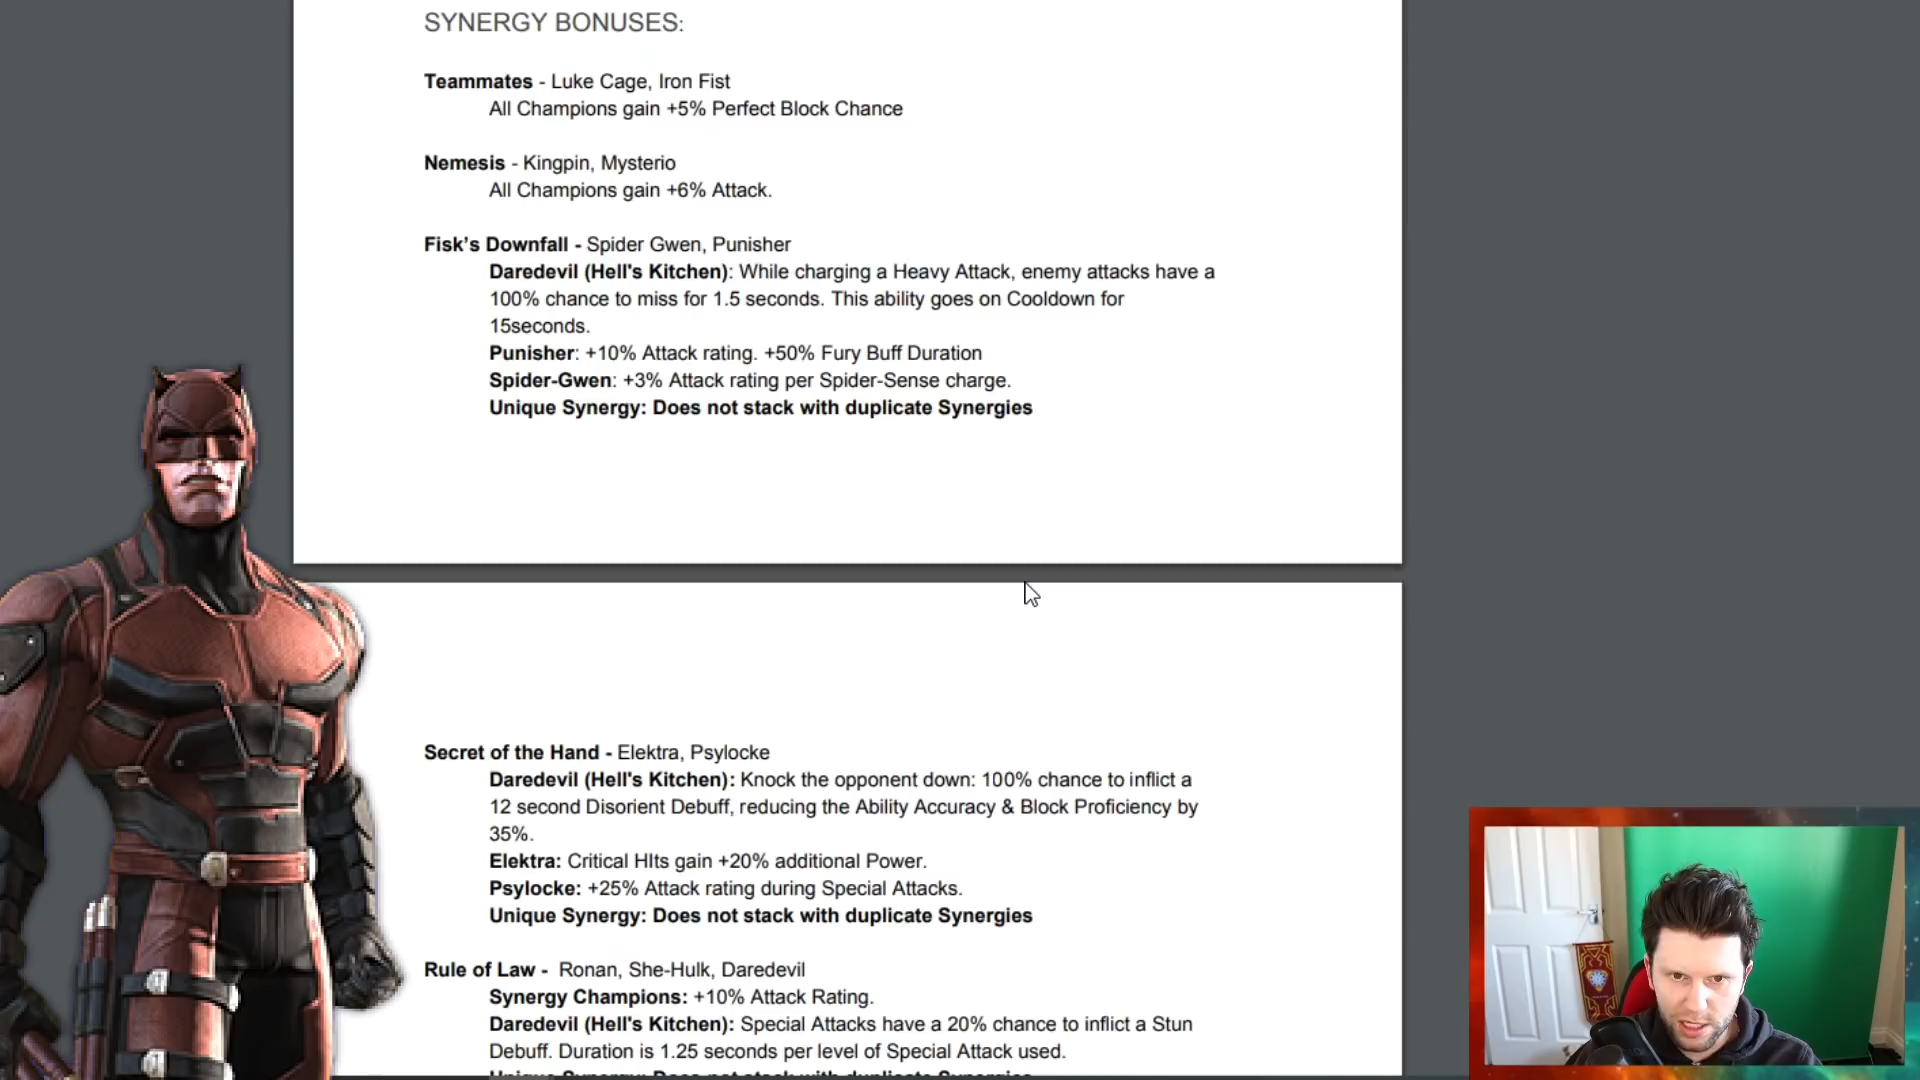 SYNERGY BONUSES:
Teammates - Luke Cage, Iron Fist
All Champions gain +5% Perfect Block Chance
Nemesis - Kingpin, Mysterio
All Champions gain +6% Attack.
Fisk's Downfall - Spider Gwen, Punisher
Daredevil (Hell's Kitchen): While charging a Heavy Attack, enemy attacks have a
100% chance to miss for 1.5 seconds. This ability goes on Cooldown for
15seconds.
Punisher: +10% Attack rating. +50% Fury Buff Duration
Spider-Gwen: +3% Attack rating per Spider-Sense charge.
Unique Synergy: Does not stack with duplicate Synergies
Secret of the Hand - Elektra, Psylocke
Daredevil (Hell's Kitchen): Knock the opponent down: 100% chance to inflict a
12 second Disorient Debuff, reducing the Ability Accuracy & Block Proficiency by
35%.
Elektra: Critical HIts gain +20% additional Power.
Psylocke: +25% Attack rating during Special Attacks.
Unique Synergy: Does not stack with duplicate Synergies
Rule of Law - Ronan, She-Hulk, Daredevil
Synergy Champions: +10% Attack Rating.
Daredevil (Hell's Kitchen): Special Attacks have a 20% chance to inflict a Stun
Debuff. Duration is 1.25 seconds per level of Special Attack used.
Unique Synergy: Does not stack with duplicate Synergies